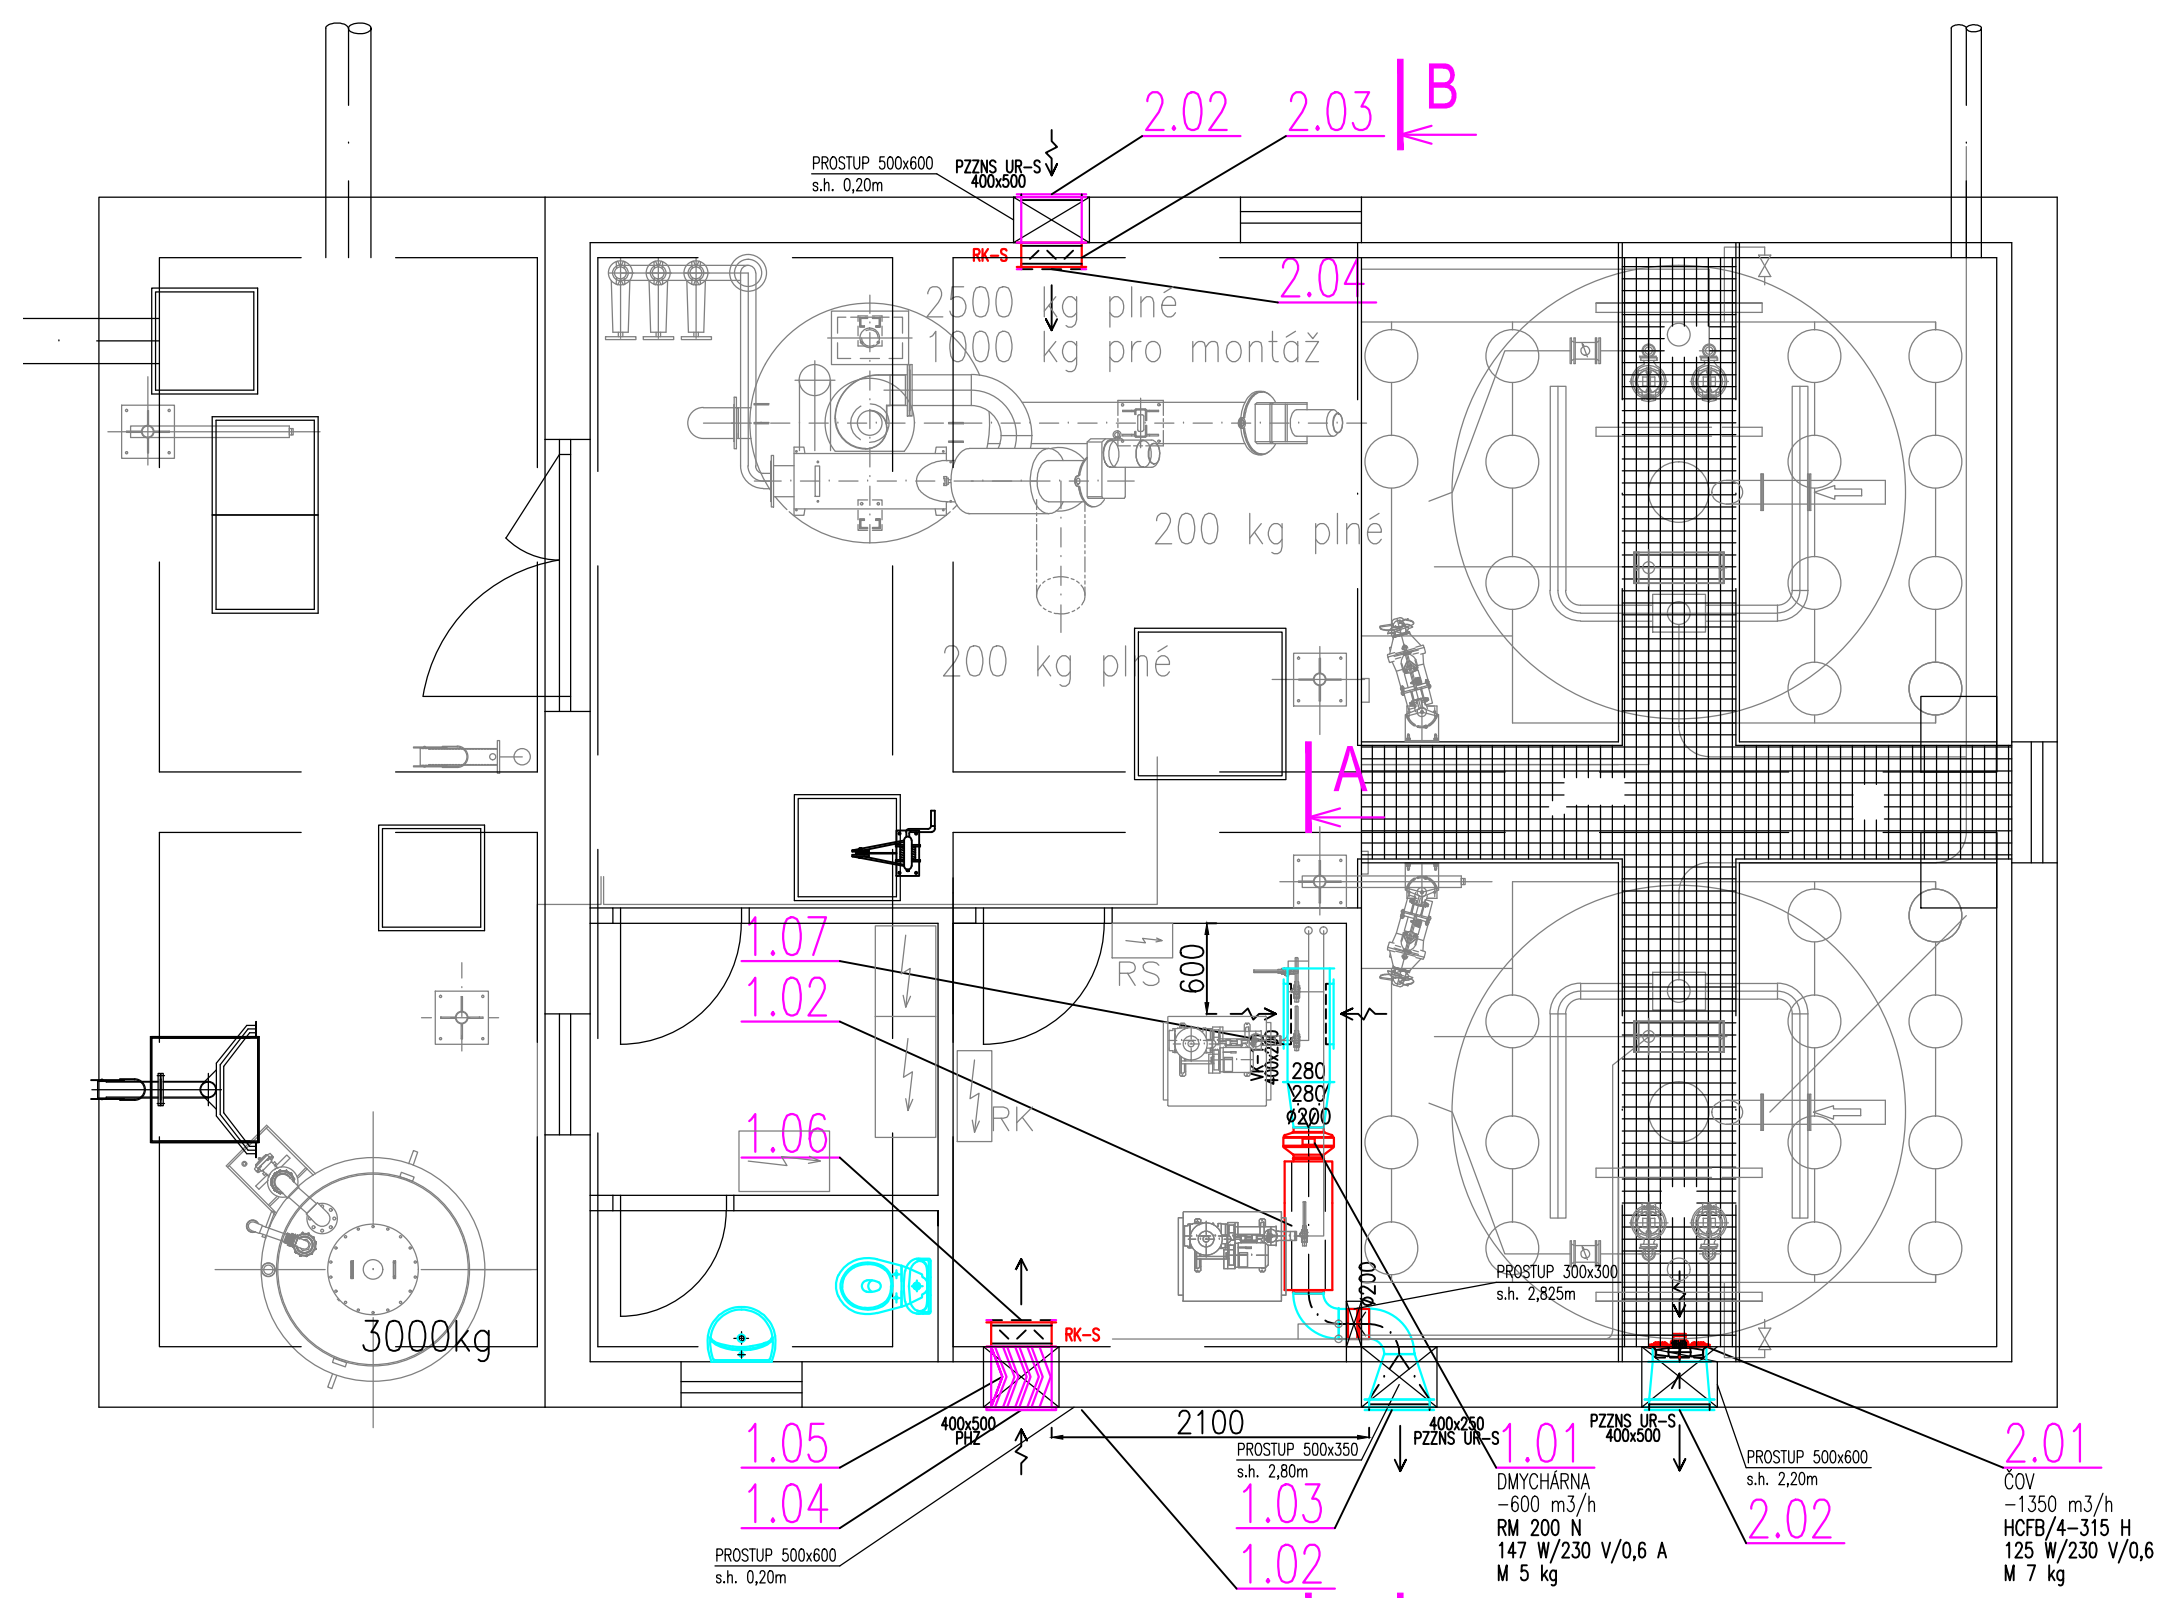 B
2.02
2.03
PROSTUP 500x600
s.h. 0,20m
PZZNS UR-S
400x500
RK-S
2.04
2500 kg plné
1000 kg pro montáž
200 kg plné
200 kg plné
A
1.07
1.02
RS
600
VK-1
400x200
280
280
ø200
RK
1.06
3000kg
RK-S
ø200
PROSTUP 300x300
s.h. 2,825m
1.05
1.04
400x500
PHZ
2100
PROSTUP 500x350
s.h. 2,80m
400x250
PZZNS UR-S
1.03
1.02
PROSTUP 500x600
s.h. 0,20m
1.01
DMYCHÁRNA
-600 m3/h
RM 200 N
147 W/230 V/0,6 A
M 5 kg
PZZNS UR-S
400x500
PROSTUP 500x600
s.h. 2,20m
2.02
2.01
ČOV
-1350 m3/h
HCFB/4-315 H
125 W/230 V/0,6
M 7 kg